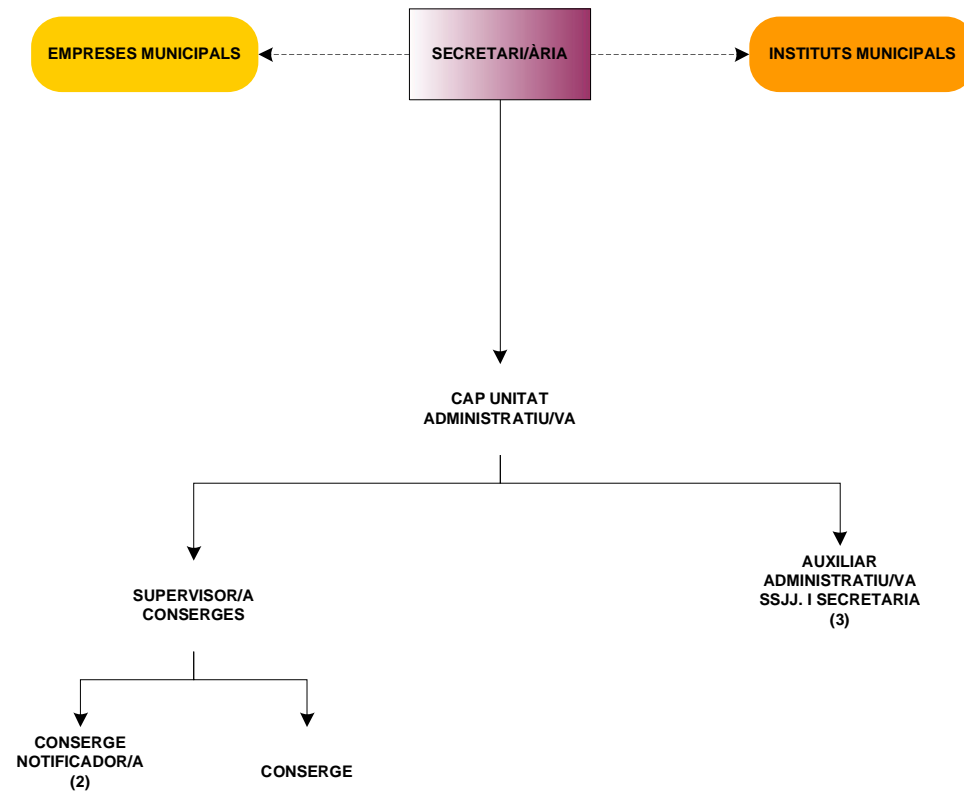 EMPRESES MUNICIPALS
SECRETARI/ÀRIA
INSTITUTS MUNICIPALS
CAP UNITAT
ADMINISTRATIU/VA
SUPERVISOR/A
CONSERGES
AUXILIAR
ADMINISTRATIU/VA
SSJJ. I SECRETARIA
(3)
CONSERGE
NOTIFICADOR/A
(2)
CONSERGE